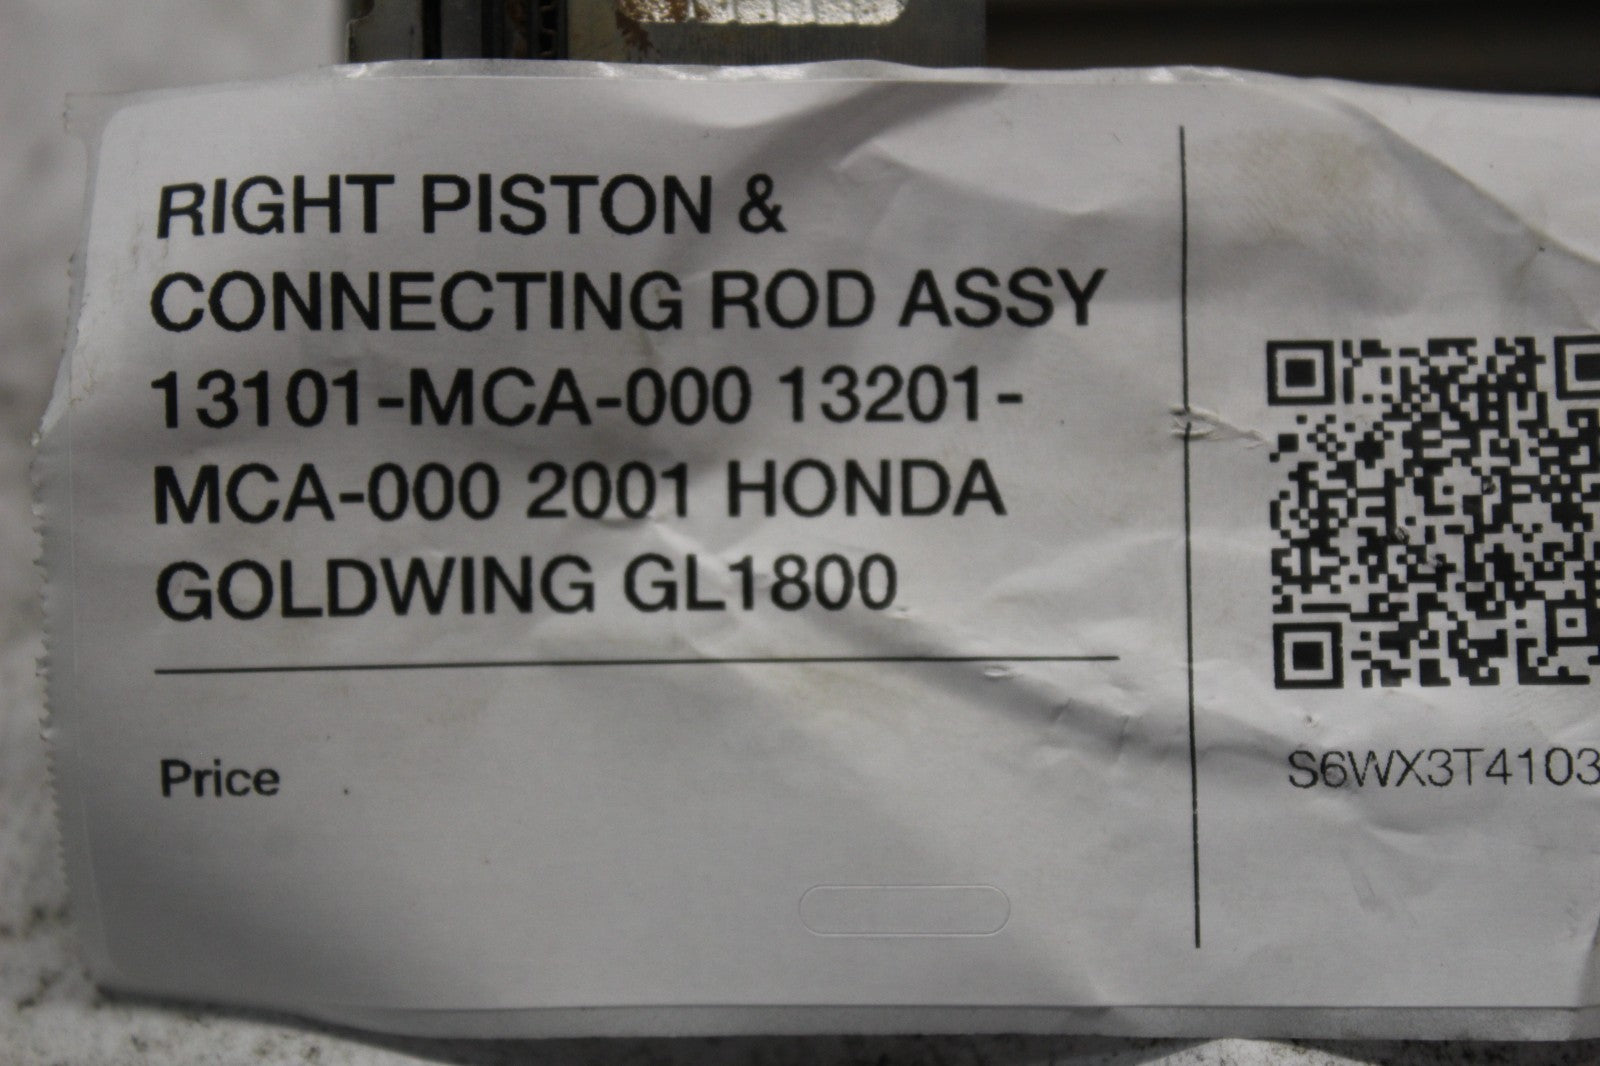 RIGHT PISTON &
CONNECTING ROD ASSY
13101-MCA-000 13201-
MCA-000 2001 HONDA
GOLDWING GL1800
Price
S6WX3T4103